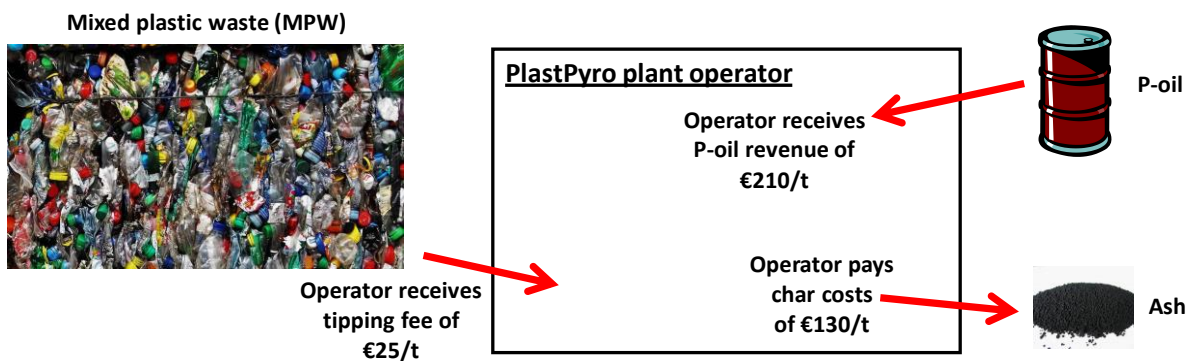 Mixed plastic waste (MPW)
PlastPyro plant operator
P-oil
Operator receives
P-oil revenue of
€210/t
Operator receives
tipping fee of
€25/t
Operator pays
char costs
of €130/t
Ash